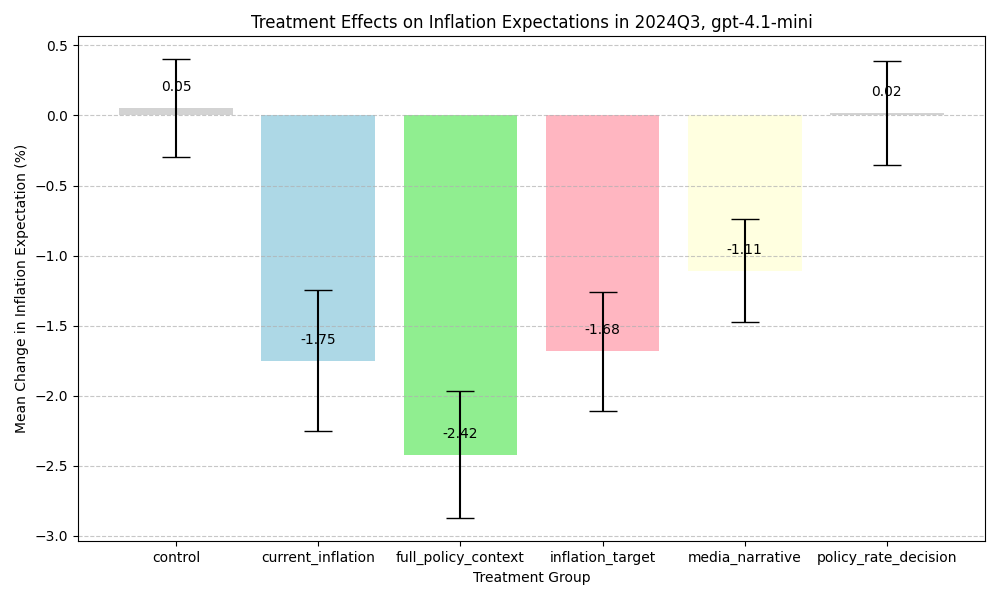 Treatment Effects on Inflation Expectations in 2024Q3, gpt-4.1-mini
Mean Change in Inflation Expectation (%)
0.5
0.0
−0.5
−1.0
−1.5
−2.0
−2.5
−3.0
0.05
-1.75
-2.42
-1.68
-1.11
0.02
control
current_inflation
full_policy_context
inflation_target
media_narrative
policy_rate_decision
Treatment Group